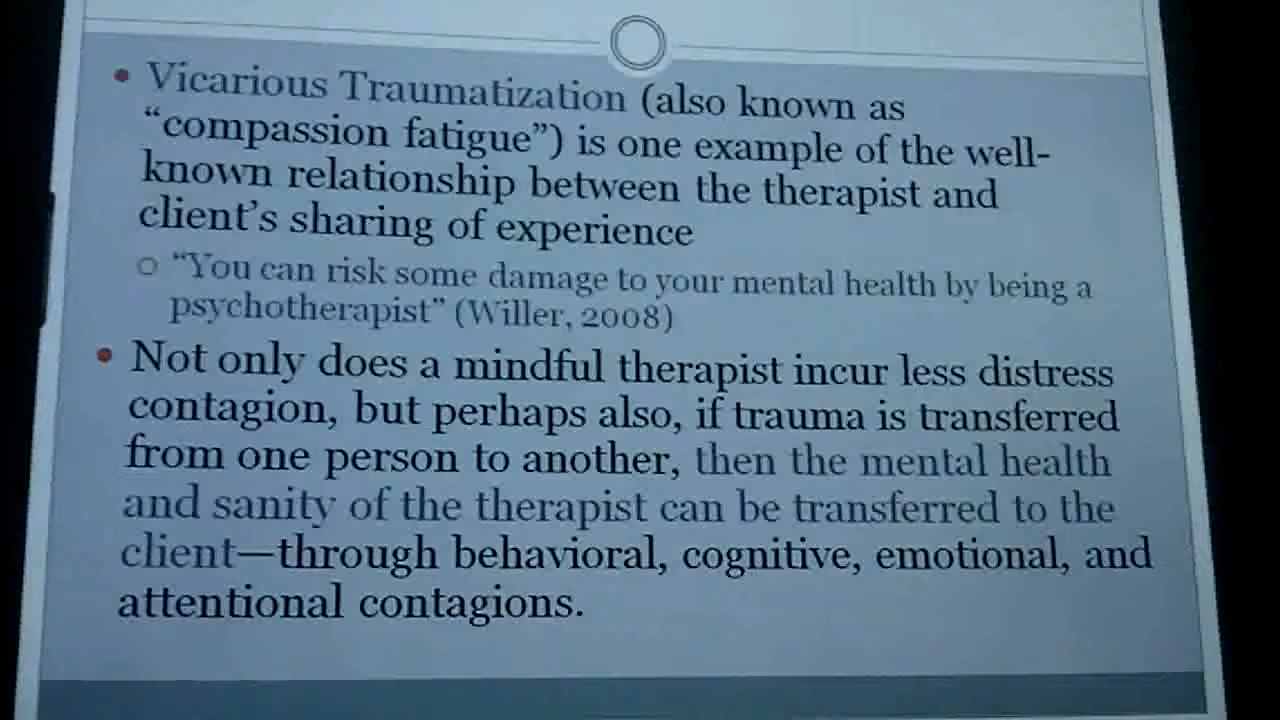 • Vicarious Traumatization (also known as
“compassion fatigue”) is one example of the well-
known relationship between the therapist and
client’s sharing of experience
○ “You can risk some damage to your mental health by being a
psychotherapist” (Willer, 2008)
• Not only does a mindful therapist incur less distress
contagion, but perhaps also, if trauma is transferred
from one person to another, then the mental health
and sanity of the therapist can be transferred to the
client—through behavioral, cognitive, emotional, and
attentional contagions.